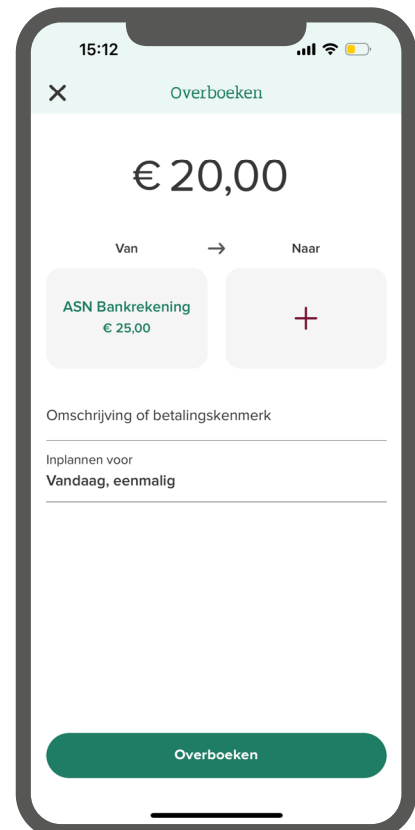 15:12
Overboeken
€ 20,00
Van → Naar
ASN Bankrekening
€ 25,00
+
Omschrijving of betalingskenmerk
Inplannen voor
Vandaag, eenmalig
Overboeken